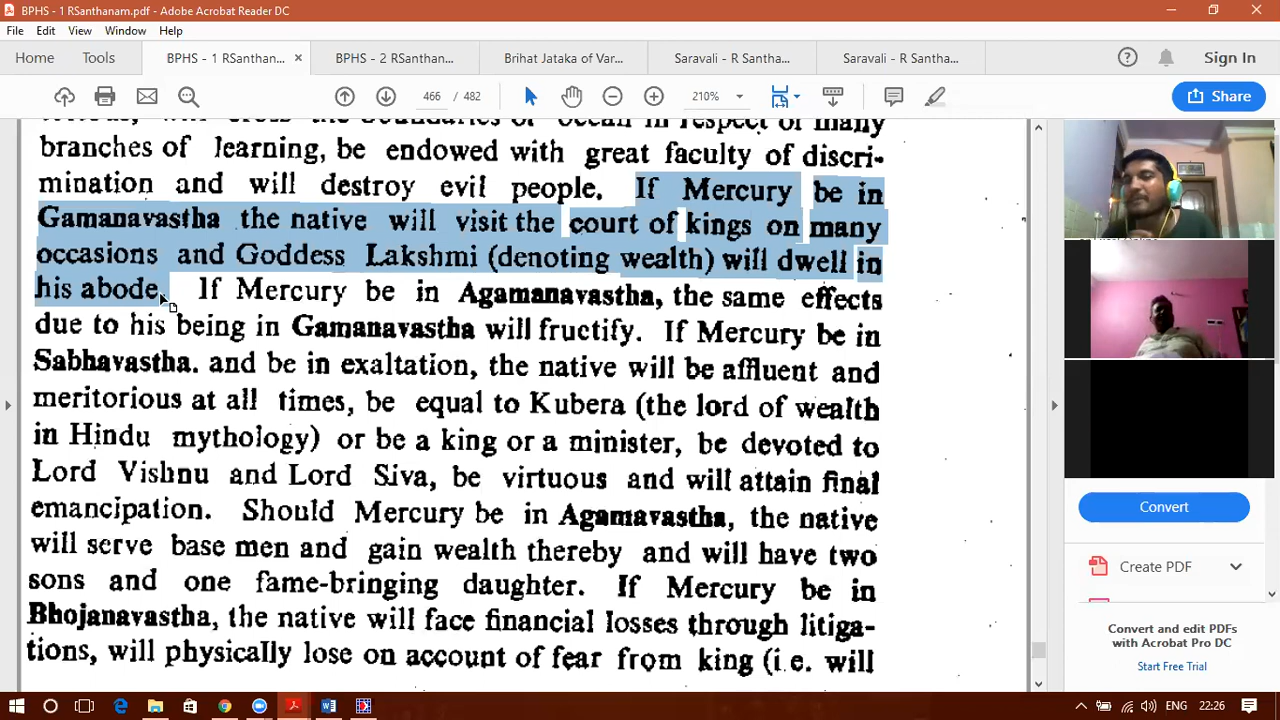 BPHS - 1 RSanthanam.pdf - Adobe Acrobat Reader DC
File Edit View Window Help
Home Tools BPHS - 1 RSanthan... × BPHS - 2 RSanthan... Brihat Jataka of Var... Saravali - R Santha... Saravali - R Santha... Sign In
466 / 482 210% Share
will cross the boundaries of ocean in respect of many
branches of learning, be endowed with great faculty of discri-
mination and will destroy evil people. If Mercury be in
Gamanavastha the native will visit the court of kings on many
occasions and Goddess Lakshmi (denoting wealth) will dwell in
his abode. If Mercury be in Agamanavastha, the same effects
due to his being in Gamanavastha will fructify. If Mercury be in
Sabhavastha. and be in exaltation, the native will be affluent and
meritorious at all times, be equal to Kubera (the lord of wealth
in Hindu mythology) or be a king or a minister, be devoted to
Lord Vishnu and Lord Siva, be virtuous and will attain final
emancipation. Should Mercury be in Agamavastha, the native
will serve base men and gain wealth thereby and will have two
sons and one fame-bringing daughter. If Mercury be in
Bhojanavastha, the native will face financial losses through litiga-
tions, will physically lose on account of fear from king (i.e. will
Convert
Create PDF
Convert and edit PDFs
with Acrobat Pro DC
Start Free Trial
ENG 22:26